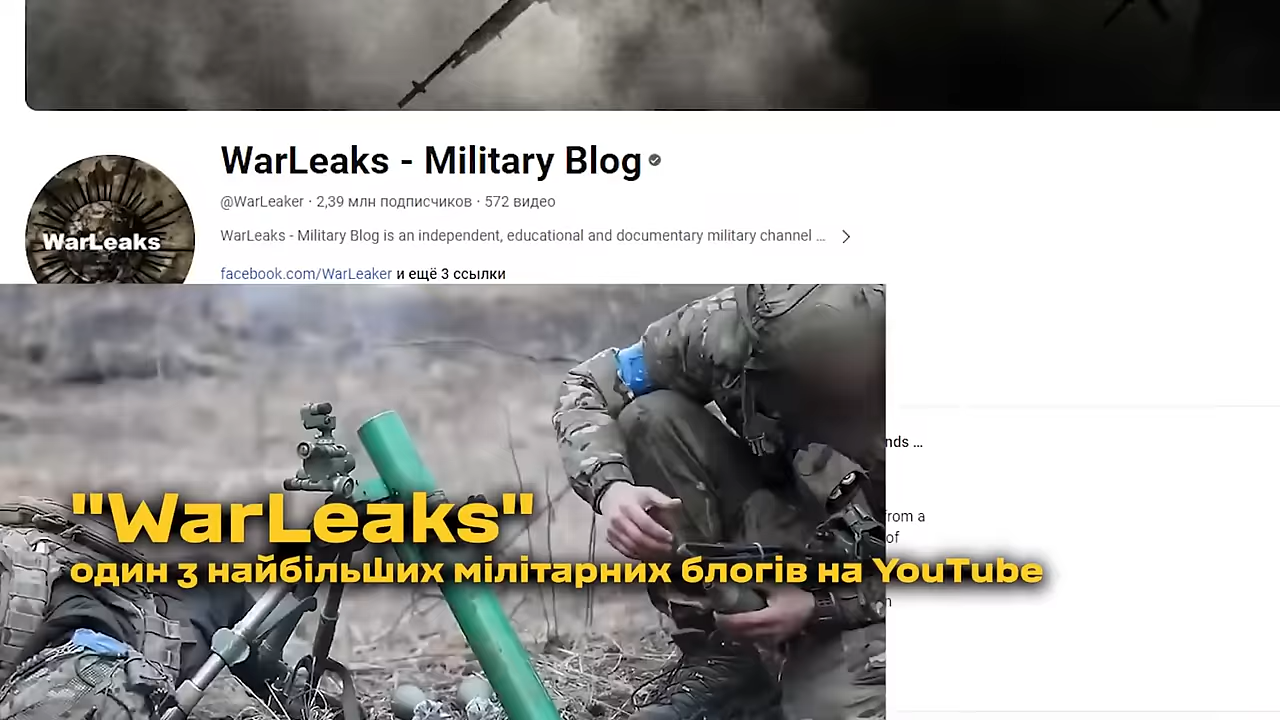 WarLeaks - Military Blog
WarLeaks
@WarLeaker · 2,39 млн подписчиков · 572 видео
WarLeaks - Military Blog is an independent, educational and documentary military channel ...
facebook.com/WarLeaker и ещё 3 ссылки
nds ...
"WarLeaks"
from a
of
один з найбільших мілітарних блогів на YouTube
n